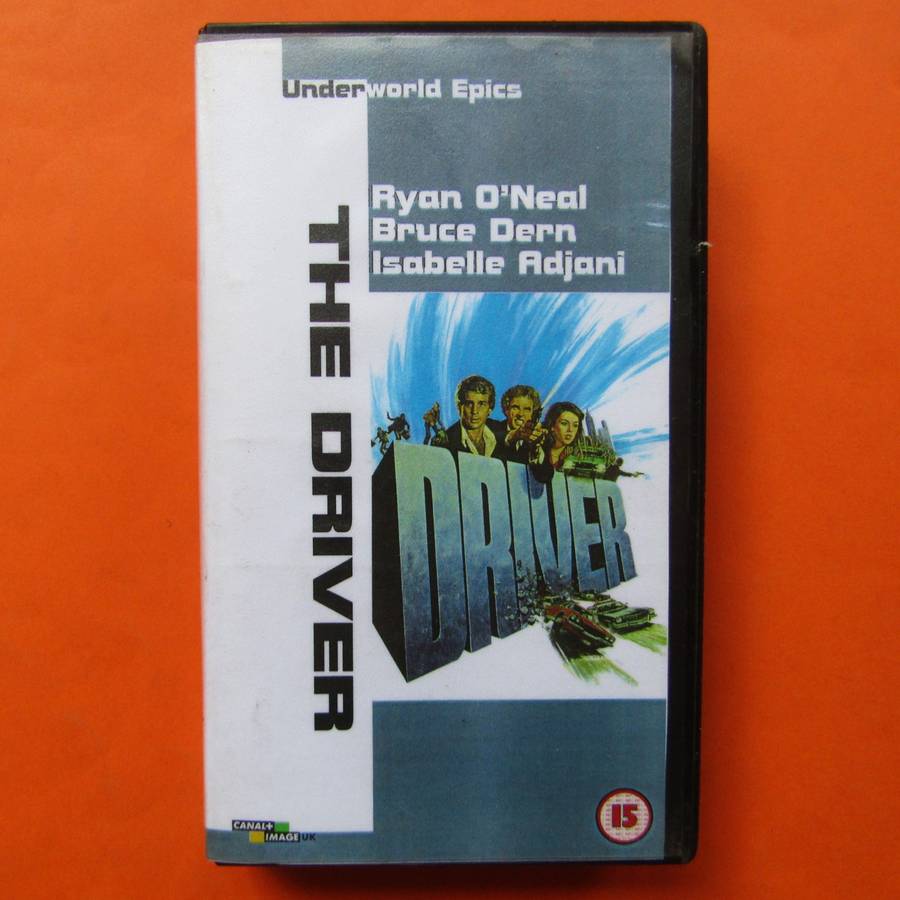 Underworld Epics
Ryan O'Neal
Bruce Dern
Isabelle Adjani
THE DRIVER
DRIVER
15
CANAL+
IMAGE UK